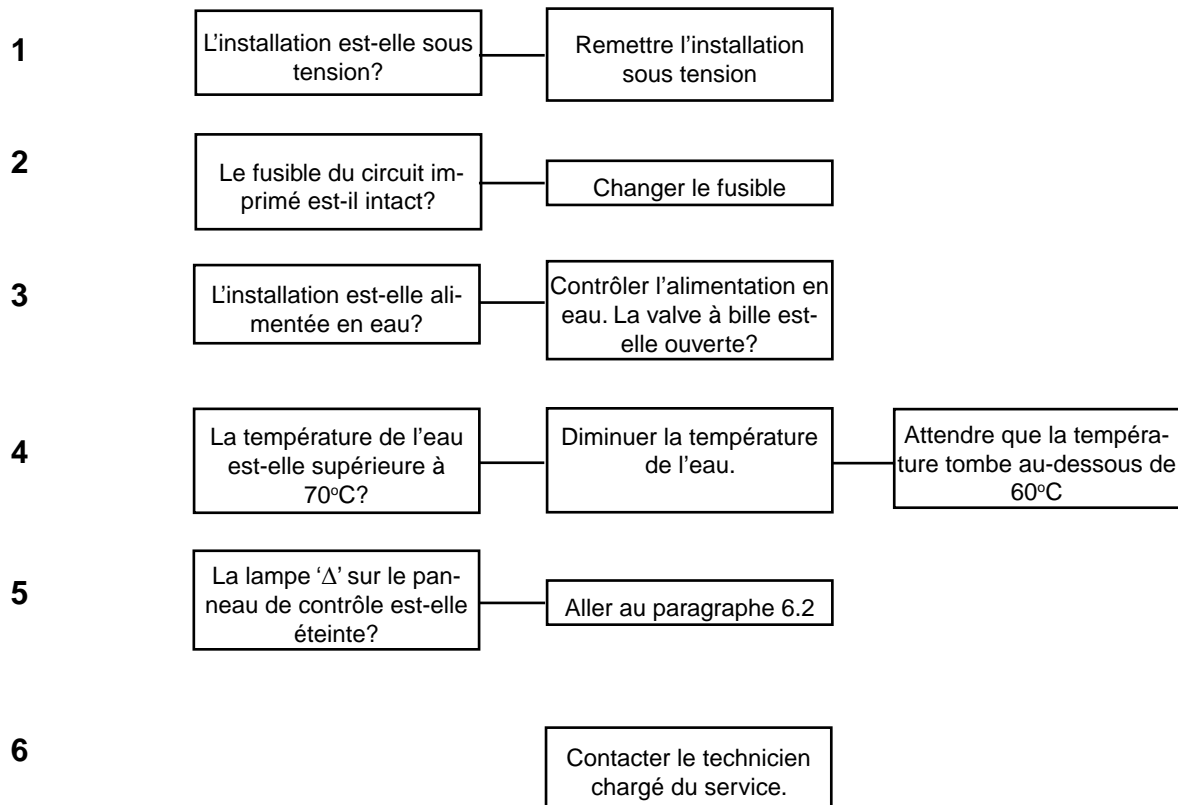 1
L’installation est-elle sous
tension?
Remettre l’installation
sous tension
2
Le fusible du circuit im-
primé est-il intact?
Changer le fusible
3
L’installation est-elle ali-
mentée en eau?
Contrôler l’alimentation en
eau. La valve à bille est-
elle ouverte?
4
La température de l’eau
est-elle supérieure à
70°C?
Diminuer la température
de l’eau.
Attendre que la tempéra-
ture tombe au-dessous de
60°C
5
La lampe ‘Δ’ sur le pan-
neau de contrôle est-elle
éteinte?
Aller au paragraphe 6.2
6
Contacter le technicien
chargé du service.